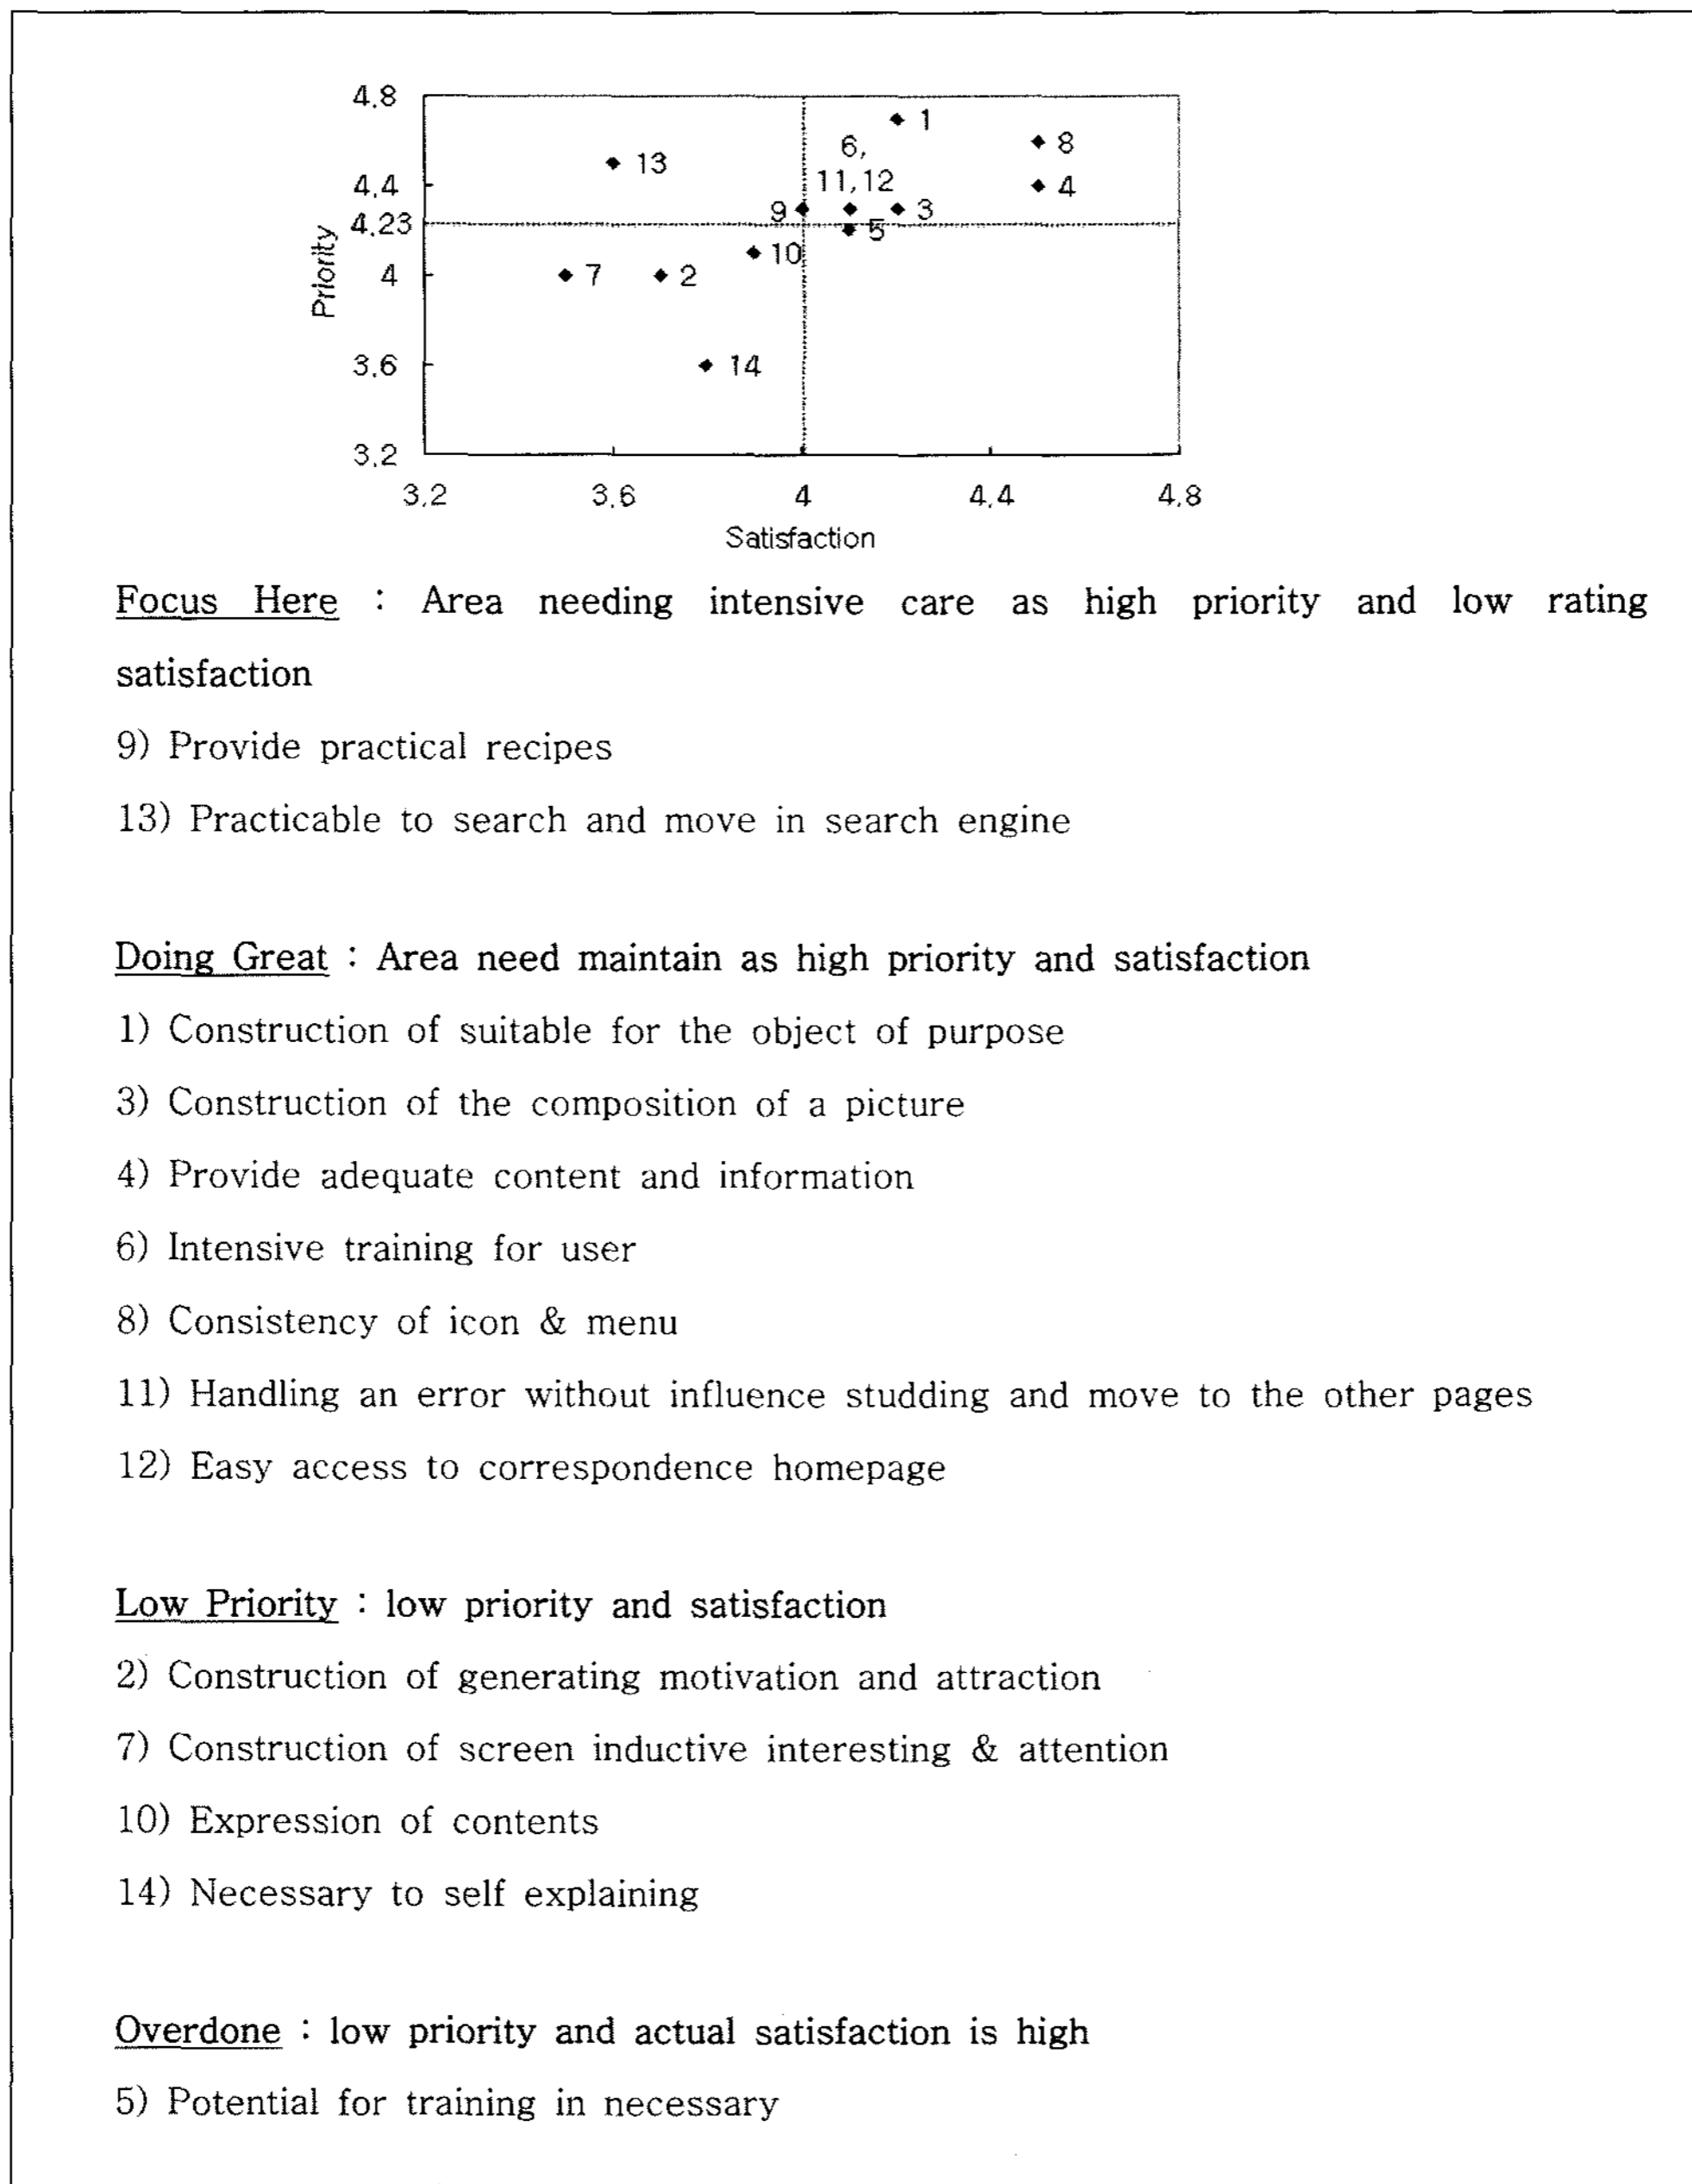 4.8
1
6,
8
13
11,12
4.4
4
9
3
4.23
5
10
Priority
4
7
2
3.6
14
3.2
3.2
3.6
4
4.4
4.8
Satisfaction
Focus Here : Area needing intensive care as high priority and low rating
satisfaction
9) Provide practical recipes
13) Practicable to search and move in search engine
Doing Great : Area need maintain as high priority and satisfaction
1) Construction of suitable for the object of purpose
3) Construction of the composition of a picture
4) Provide adequate content and information
6) Intensive training for user
8) Consistency of icon & menu
11) Handling an error without influence studding and move to the other pages
12) Easy access to correspondence homepage
Low Priority : low priority and satisfaction
2) Construction of generating motivation and attraction
7) Construction of screen inductive interesting & attention
10) Expression of contents
14) Necessary to self explaining
Overdone : low priority and actual satisfaction is high
5) Potential for training in necessary